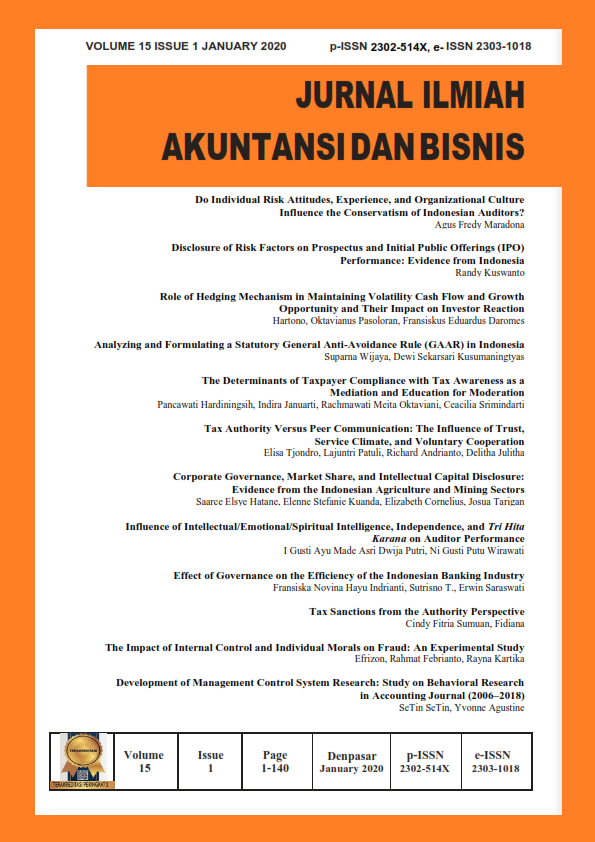 VOLUME 15 ISSUE 1 JANUARY 2020 p-ISSN 2302-514X, e- ISSN 2303-1018
JURNAL ILMIAH
AKUNTANSI DAN BISNIS
Do Individual Risk Attitudes, Experience, and Organizational Culture
Influence the Conservatism of Indonesian Auditors?
Agus Fredy Maradona
Disclosure of Risk Factors on Prospectus and Initial Public Offerings (IPO)
Performance: Evidence from Indonesia
Randy Kuswanto
Role of Hedging Mechanism in Maintaining Volatility Cash Flow and Growth
Opportunity and Their Impact on Investor Reaction
Hartono, Oktavianus Pasoloran, Fransiskus Eduardus Daromes
Analyzing and Formulating a Statutory General Anti-Avoidance Rule (GAAR) in Indonesia
Suparna Wijaya, Dewi Sekarsari Kusumaningtyas
The Determinants of Taxpayer Compliance with Tax Awareness as a
Mediation and Education for Moderation
Pancawati Hardiningsih, Indira Januarti, Rachmawati Meita Oktaviani, Ceacilia Srimindarti
Tax Authority Versus Peer Communication: The Influence of Trust,
Service Climate, and Voluntary Cooperation
Elisa Tjondro, Lajuntri Patuli, Richard Andrianto, Delitha Julitha
Corporate Governance, Market Share, and Intellectual Capital Disclosure:
Evidence from the Indonesian Agriculture and Mining Sectors
Saarce Elsye Hatane, Elenne Stefanie Kuanda, Elizabeth Cornelius, Josua Tarigan
Influence of Intellectual/Emotional/Spiritual Intelligence, Independence, and Tri Hita
Karana on Auditor Performance
I Gusti Ayu Made Asri Dwija Putri, Ni Gusti Putu Wirawati
Effect of Governance on the Efficiency of the Indonesian Banking Industry
Fransiska Novina Hayu Indrianti, Sutrisno T., Erwin Saraswati
Tax Sanctions from the Authority Perspective
Cindy Fitria Sumuan, Fidiana
The Impact of Internal Control and Individual Morals on Fraud: An Experimental Study
Efrizon, Rahmat Febrianto, Rayna Kartika
Development of Management Control System Research: Study on Behavioral Research
in Accounting Journal (2006–2018)
SeTin SeTin, Yvonne Agustine
TERAKREDITASI
TERAKREDITASI PERINGKAT 2
Volume Issue Page Denpasar p-ISSN e-ISSN
15 1 1-140 January 2020 2302-514X 2303-1018